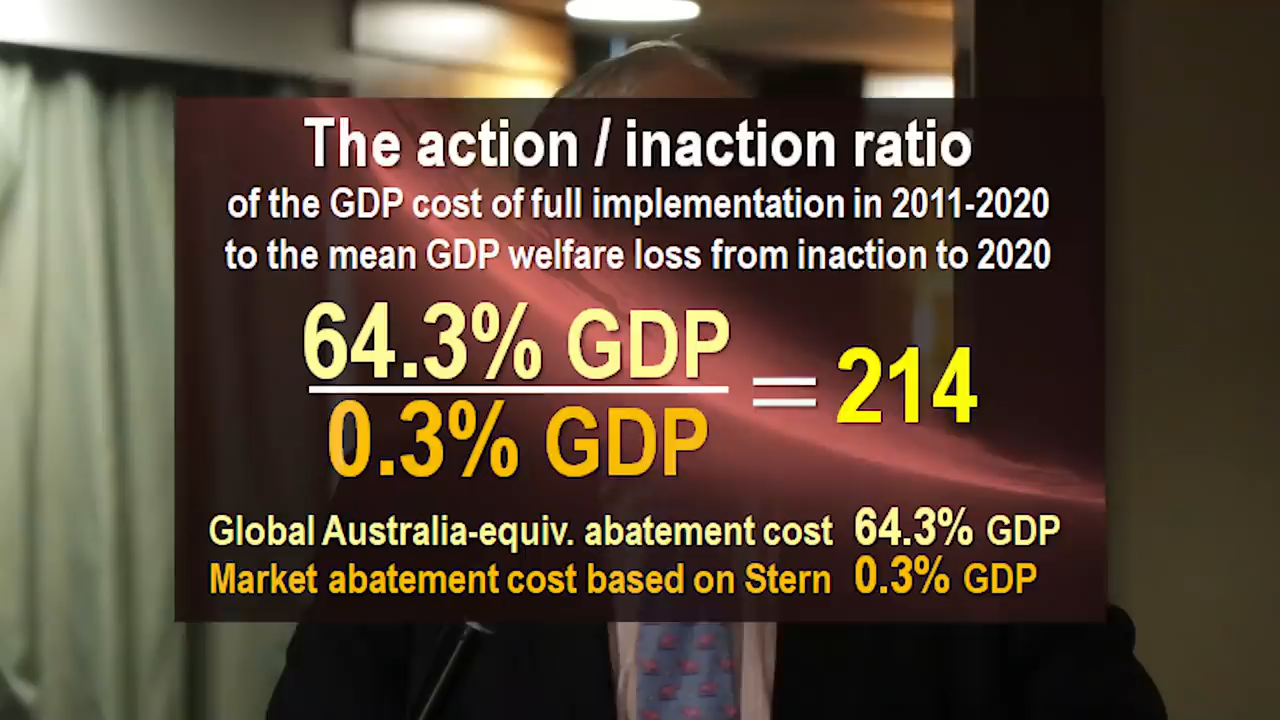 The action / inaction ratio
of the GDP cost of full implementation in 2011-2020
to the mean GDP welfare loss from inaction to 2020
64.3% GDP
0.3% GDP
= 214
Global Australia-equiv. abatement cost 64.3% GDP
Market abatement cost based on Stern 0.3% GDP